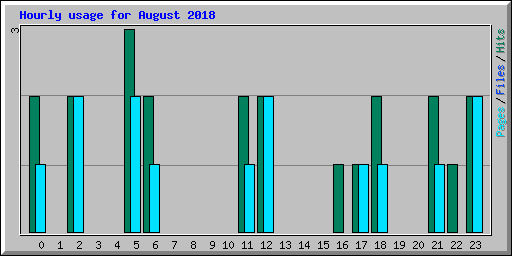 Hourly usage for August 2018
3
Pages/Files/Hits
0 1 2 3 4 5 6 7 8 9 10 11 12 13 14 15 16 17 18 19 20 21 22 23